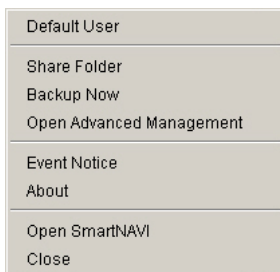 Default User
Share Folder
Backup Now
Open Advanced Management
Event Notice
About
Open SmartNAVI
Close